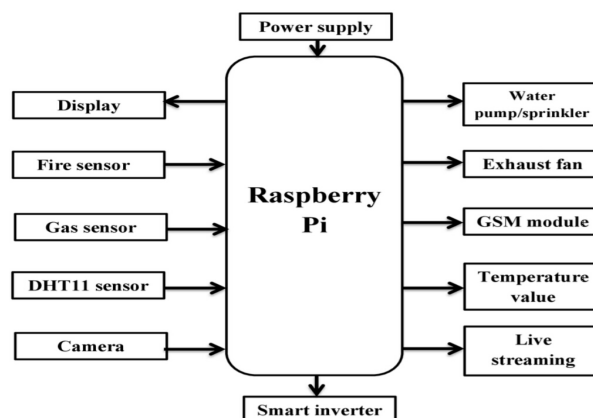 Power supply
Display
Fire sensor
Gas sensor
DHT11 sensor
Camera
Raspberry
Pi
Water
pump/sprinkler
Exhaust fan
GSM module
Temperature
value
Live
streaming
Smart inverter